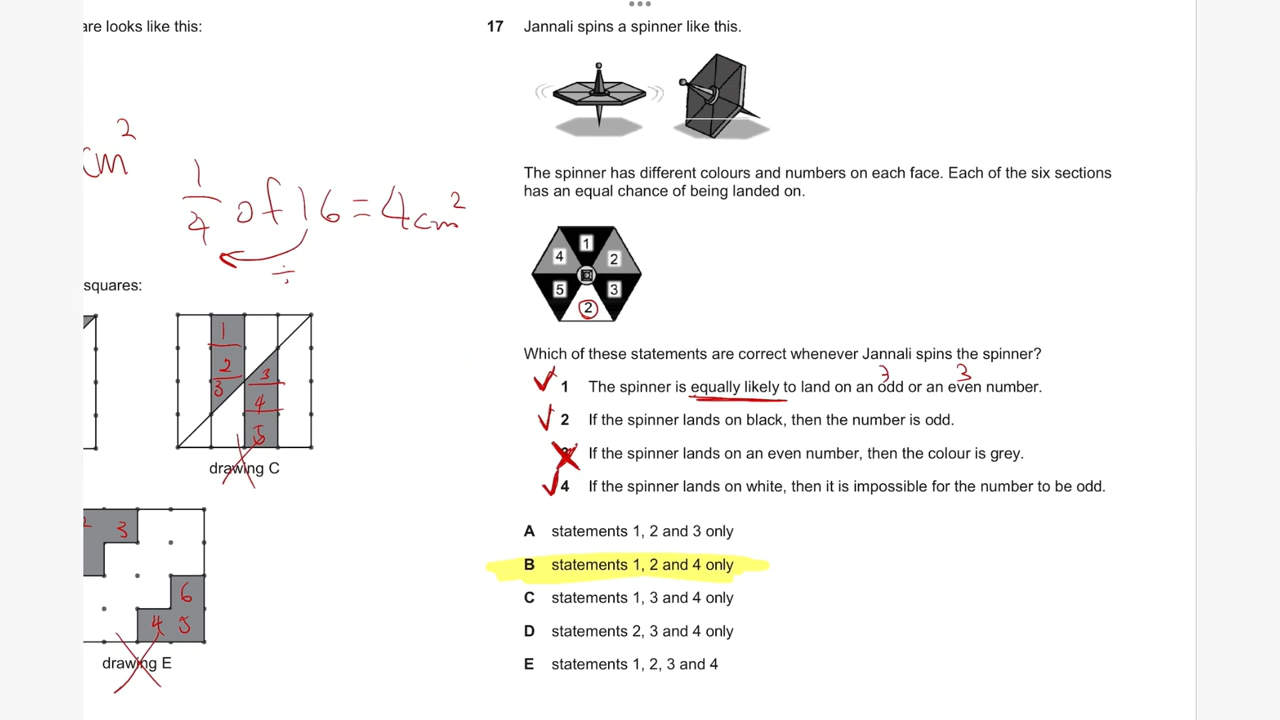 are looks like this:
cm²
1/4 of 16 = 4cm²
÷
squares:
1
2
3
3
4
5
drawing C
2 3
6
4 5
drawing E
17 Jannali spins a spinner like this.
The spinner has different colours and numbers on each face. Each of the six sections
has an equal chance of being landed on.
1
4 2
5 3
2
Which of these statements are correct whenever Jannali spins the spinner?
3 3
1 The spinner is equally likely to land on an odd or an even number.
2 If the spinner lands on black, then the number is odd.
If the spinner lands on an even number, then the colour is grey.
4 If the spinner lands on white, then it is impossible for the number to be odd.
A statements 1, 2 and 3 only
B statements 1, 2 and 4 only
C statements 1, 3 and 4 only
D statements 2, 3 and 4 only
E statements 1, 2, 3 and 4